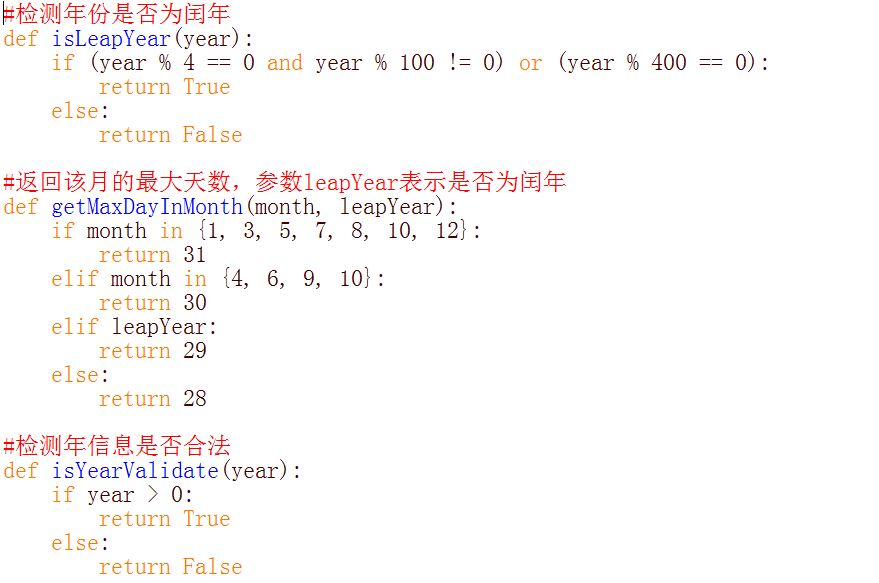 #检测年份是否为闰年
def isLeapYear(year):
    if (year % 4 == 0 and year % 100 != 0) or (year % 400 == 0):
        return True
    else:
        return False
#返回该月的最大天数，参数leapYear表示是否为闰年
def getMaxDayInMonth(month, leapYear):
    if month in {1, 3, 5, 7, 8, 10, 12}:
        return 31
    elif month in {4, 6, 9, 10}:
        return 30
    elif leapYear:
        return 29
    else:
        return 28
#检测年信息是否合法
def isYearValidate(year):
    if year > 0:
        return True
    else:
        return False